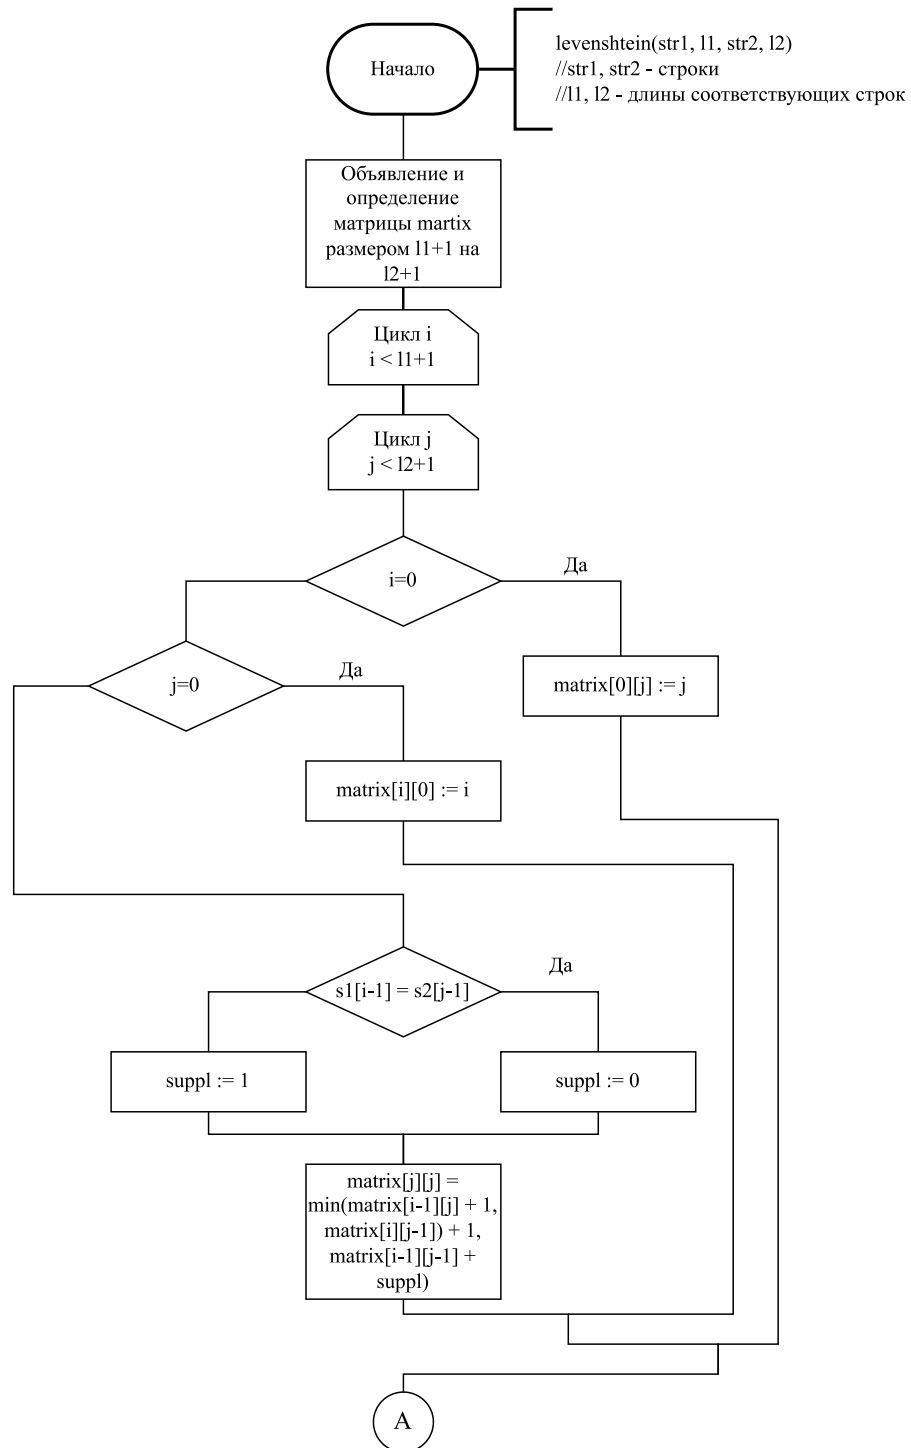 Начало
levenshtein(str1, l1, str2, l2)
//str1, str2 - строки
//l1, l2 - длины соответствующих строк
Объявление и
определение
матрицы martix
размером l1+1 на
l2+1
Цикл i
i < l1+1
Цикл j
j < l2+1
i=0
Да
j=0
Да
matrix[0][j] := j
matrix[i][0] := i
s1[i-1] = s2[j-1]
Да
suppl := 1
suppl := 0
matrix[j][j] =
min(matrix[i-1][j] + 1,
matrix[i][j-1]) + 1,
matrix[i-1][j-1] +
suppl)
A